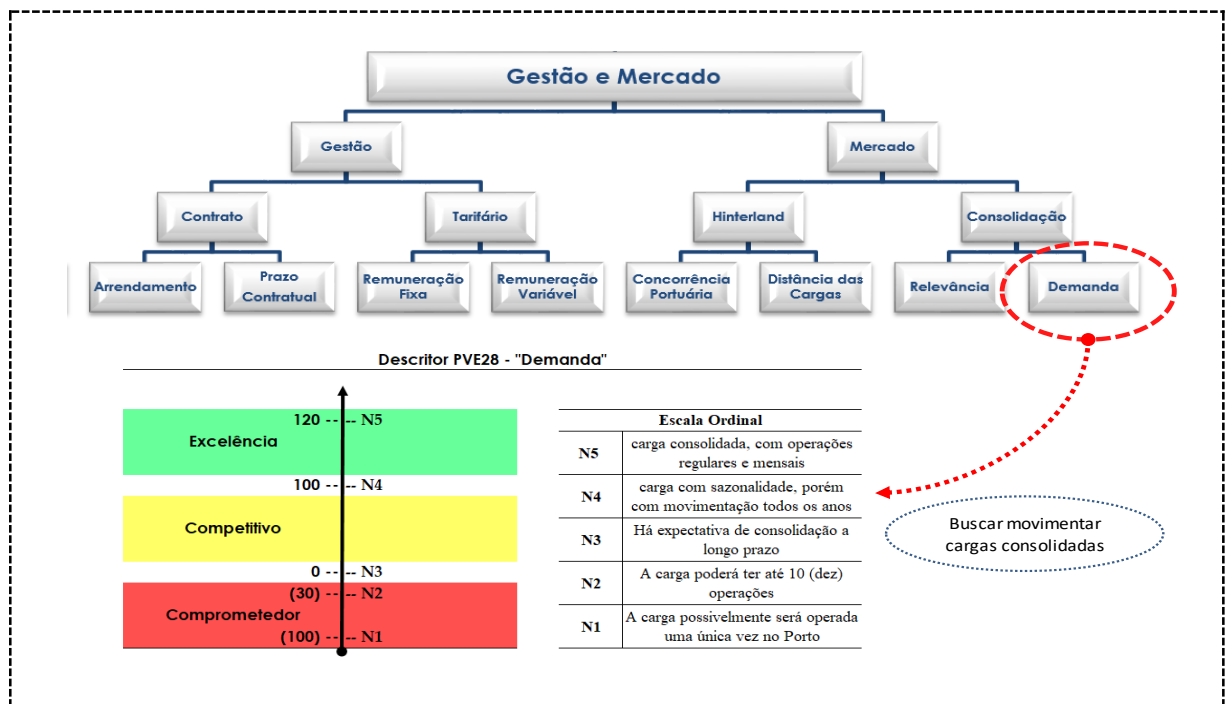 Gestão e Mercado
Gestão
Mercado
Contrato
Tarifário
Hinterland
Consolidação
Arrendamento
Prazo
Contratual
Remuneração
Fixa
Remuneração
Variável
Concorrência
Portuária
Distância das
Cargas
Relevância
Demanda
Descritor PVE28 - "Demanda"
120 -- -- N5
Excelência
100 -- -- N4
Competitivo
0 -- -- N3
(30) -- -- N2
Comprometedor
(100) -- -- N1
Escala Ordinal
N5
carga consolidada, com operações
regulares e mensais
N4
carga com sazonalidade, porém
com movimentação todos os anos
N3
Há expectativa de consolidação a
longo prazo
N2
A carga poderá ter até 10 (dez)
operações
N1
A carga possivelmente será operada
uma única vez no Porto
Buscar movimentar
cargas consolidadas